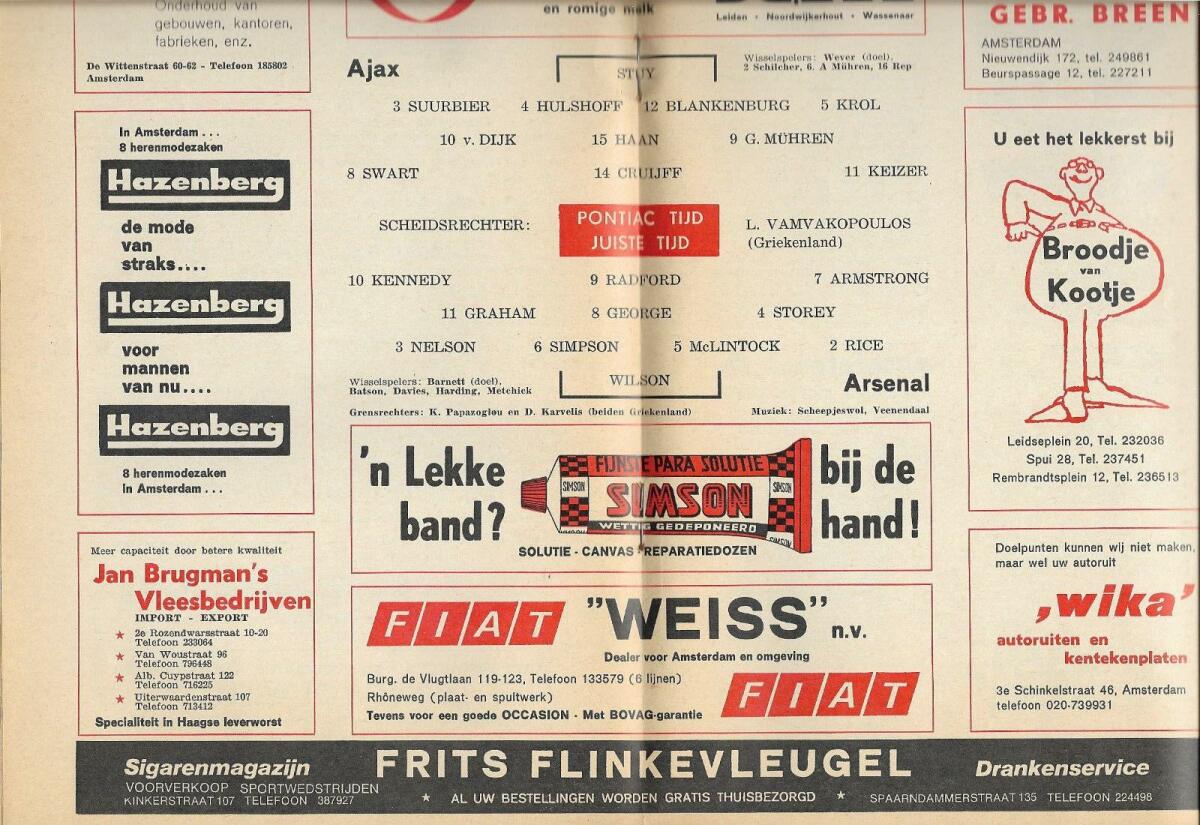 Onderhoud van
gebouwen, kantoren,
fabrieken, enz.
De Wittenstraat 60-62 - Telefoon 185802
Amsterdam
In Amsterdam . . .
8 herenmodezaken
Hazenberg
de mode
van
straks....
Hazenberg
voor
mannen
van nu....
Hazenberg
8 herenmodezaken
In Amsterdam . . .
Meer capaciteit door betere kwaliteit
Jan Brugman's
Vleesbedrijven
IMPORT - EXPORT
★ 2e Rozendwarsstraat 10-20
Telefoon 233064
★ Van Woustraat 96
Telefoon 796448
★ Alb. Cuypstraat 122
Telefoon 716225
★ Uiterwaardenstraat 107
Telefoon 713412
Specialiteit in Haagse leverworst
en romige melk
Leiden - Noordwijkerhout - Wassenaar
Ajax
STUY
Wisselspelers: Wever (doel),
2 Schilcher, 6. A Mühren, 16 Rep
3 SUURBIER 4 HULSHOFF 12 BLANKENBURG 5 KROL
10 v. DIJK 15 HAAN 9 G. MÜHREN
8 SWART 14 CRUIJFF 11 KEIZER
SCHEIDSRECHTER:
PONTIAC TIJD
JUISTE TIJD
L. VAMVAKOPOULOS
(Griekenland)
10 KENNEDY 9 RADFORD 7 ARMSTRONG
11 GRAHAM 8 GEORGE 4 STOREY
3 NELSON 6 SIMPSON 5 McLINTOCK 2 RICE
Wisselspelers: Barnett (doel),
Batson, Davies, Harding, Metchick
WILSON
Arsenal
Grensrechters: K. Papazoglou en D. Karvelis (beiden Griekenland)
Muziek: Scheepjeswol, Veenendaal
'n Lekke
band?
FIJNSTE PARA SOLUTIE
SIMSON
SIMSON
SIMSON
WETTIG GEDEPONEERD
SIMSON
SIMSON
bij de
hand!
SOLUTIE - CANVAS - REPARATIEDOZEN
FIAT
"WEISS" n.v.
Dealer voor Amsterdam en omgeving
Burg. de Vlugtlaan 119-123, Telefoon 133579 (6 lijnen)
Rhôneweg (plaat- en spuitwerk)
Tevens voor een goede OCCASION - Met BOVAG-garantie
FIAT
GEBR. BREEN
AMSTERDAM
Nieuwendijk 172, tel. 249861
Beurspassage 12, tel. 227211
U eet het lekkerst bij
Broodje
van
Kootje
Leidseplein 20, Tel. 232036
Spui 28, Tel. 237451
Rembrandtsplein 12, Tel. 236513
Doelpunten kunnen wij niet maken,
maar wel uw autoruit
'wika'
autoruiten en
kentekenplaten
3e Schinkelstraat 46, Amsterdam
telefoon 020-739931
Sigarenmagazijn
VOORVERKOOP SPORTWEDSTRIJDEN
KINKERSTRAAT 107 TELEFOON 387927
FRITS FLINKEVLEUGEL
★ AL UW BESTELLINGEN WORDEN GRATIS THUISBEZORGD ★
Drankenservice
SPAARNDAMMERSTRAAT 135 TELEFOON 224498